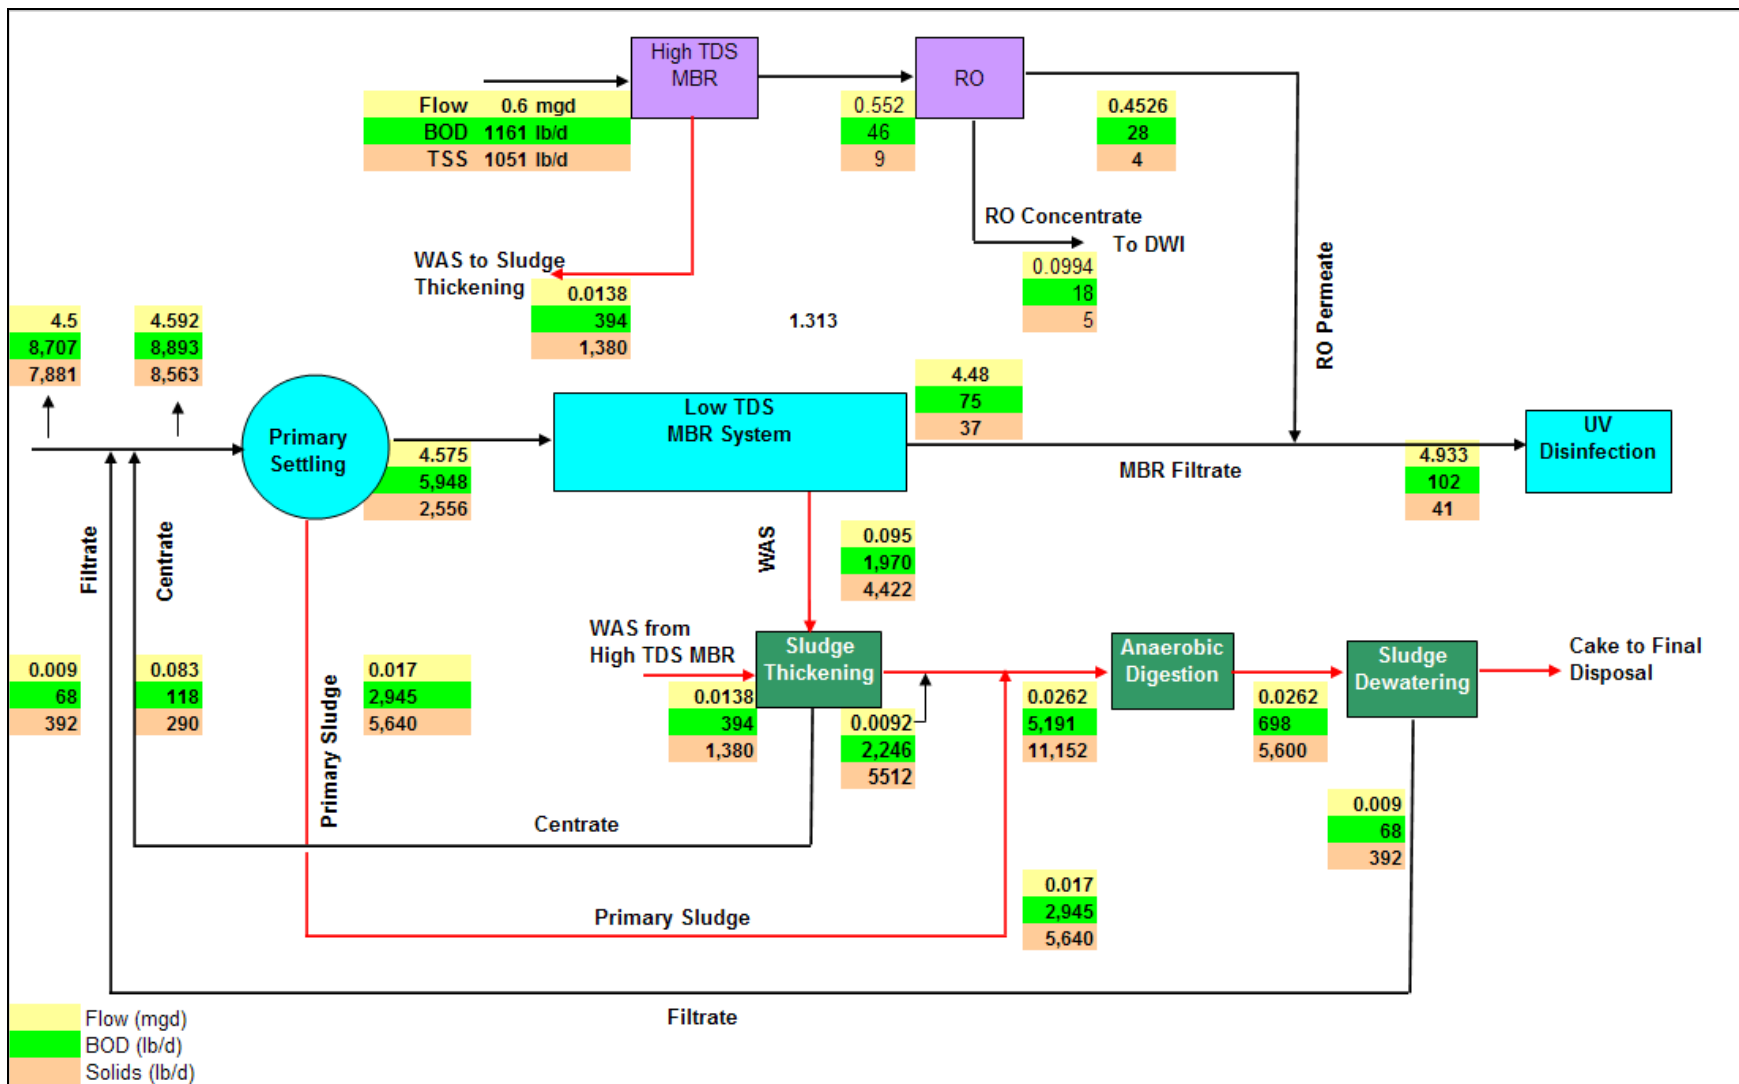 High TDS
MBR
RO
Flow 0.6 mgd
BOD 1161 lb/d
TSS 1051 lb/d
0.552
46
9
0.4526
28
4
RO Concentrate
To DWI
0.0994
18
5
RO Permeate
WAS to Sludge
Thickening
0.0138
394
1,380
1.313
4.5
8,707
7,881
4.592
8,893
8,563
Primary
Settling
4.575
5,948
2,556
Low TDS
MBR System
4.48
75
37
MBR Filtrate
4.933
102
41
UV
Disinfection
Filtrate
Centrate
WAS
0.095
1,970
4,422
0.009
68
392
0.083
118
290
Primary Sludge
0.017
2,945
5,640
WAS from
High TDS MBR
0.0138
394
1,380
Sludge
Thickening
0.0092
2,246
5512
0.0262
5,191
11,152
Anaerobic
Digestion
0.0262
698
5,600
Sludge
Dewatering
Cake to Final
Disposal
0.009
68
392
Centrate
Primary Sludge
0.017
2,945
5,640
Filtrate
Flow (mgd)
BOD (lb/d)
Solids (lb/d)